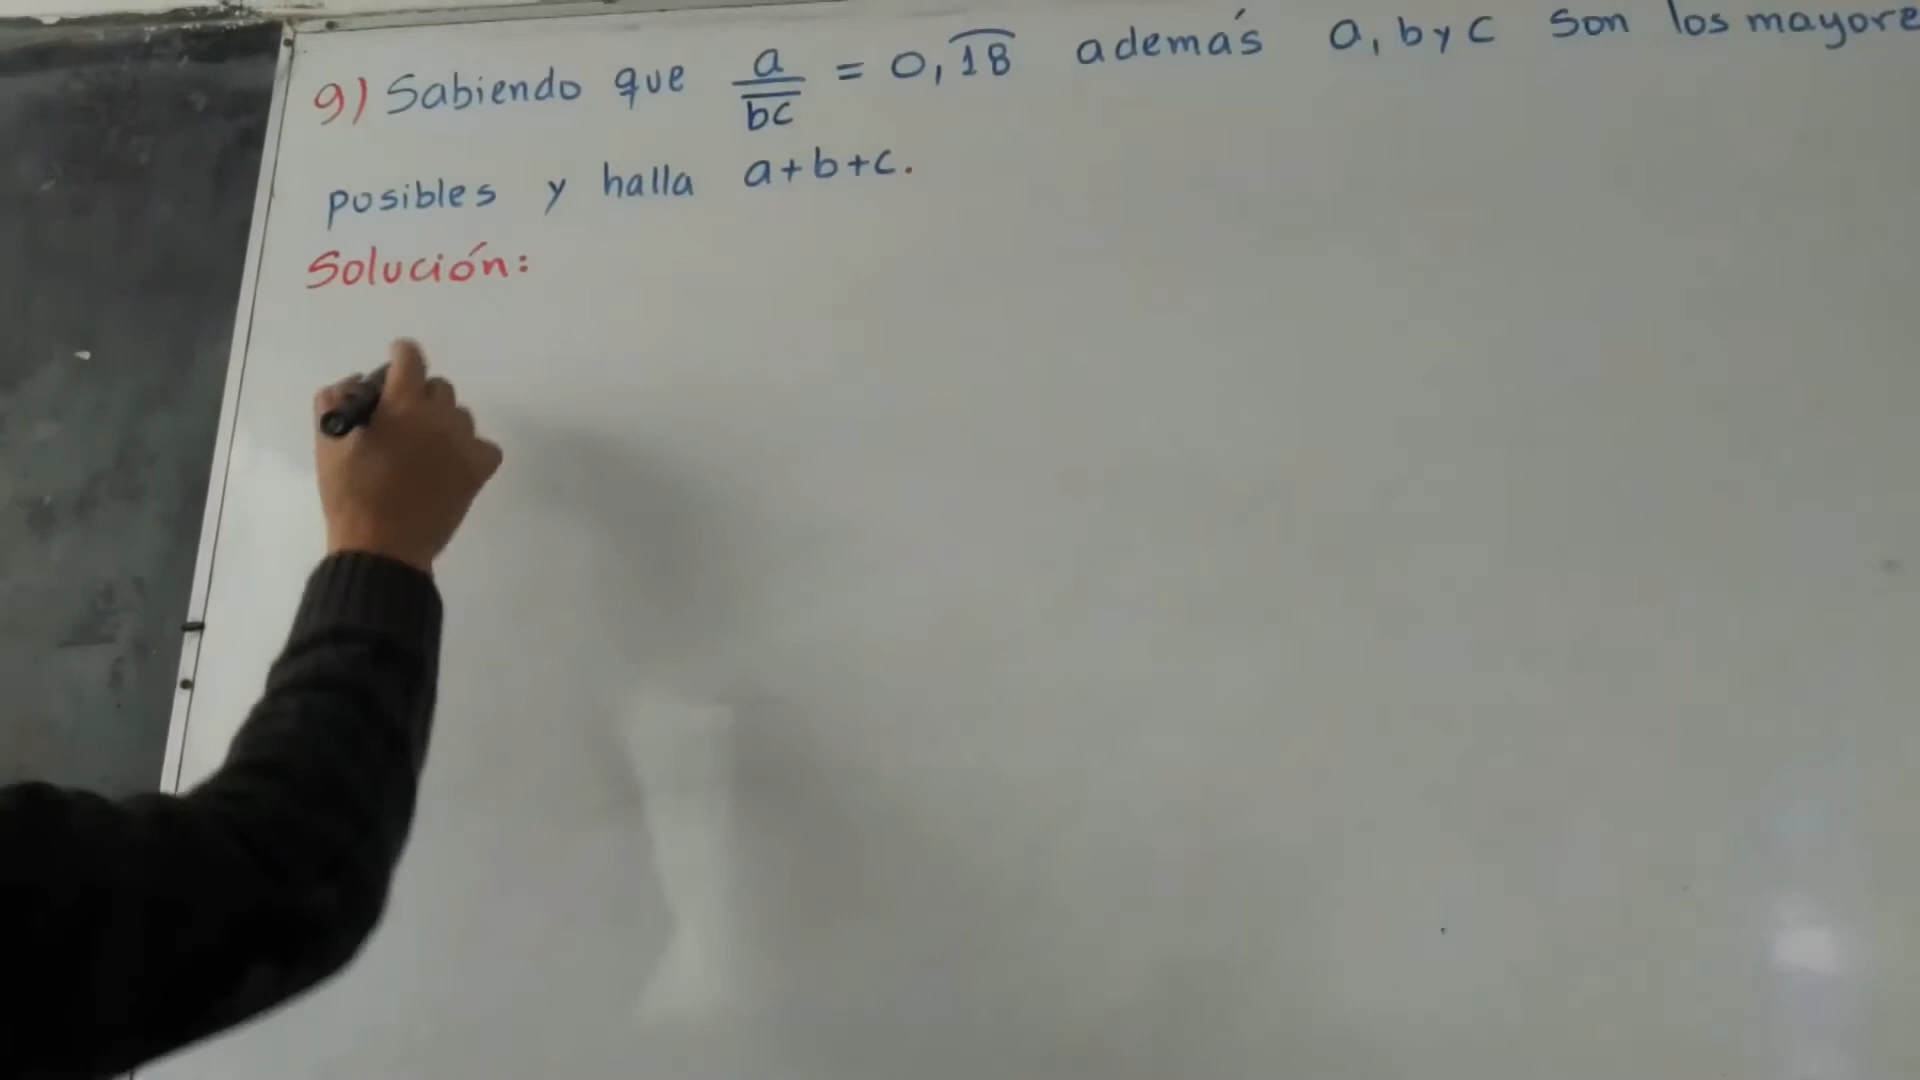 9) Sabiendo que a/bc = 0,18 además a, b y c son los mayore
posibles y halla a+b+c.
Solución: